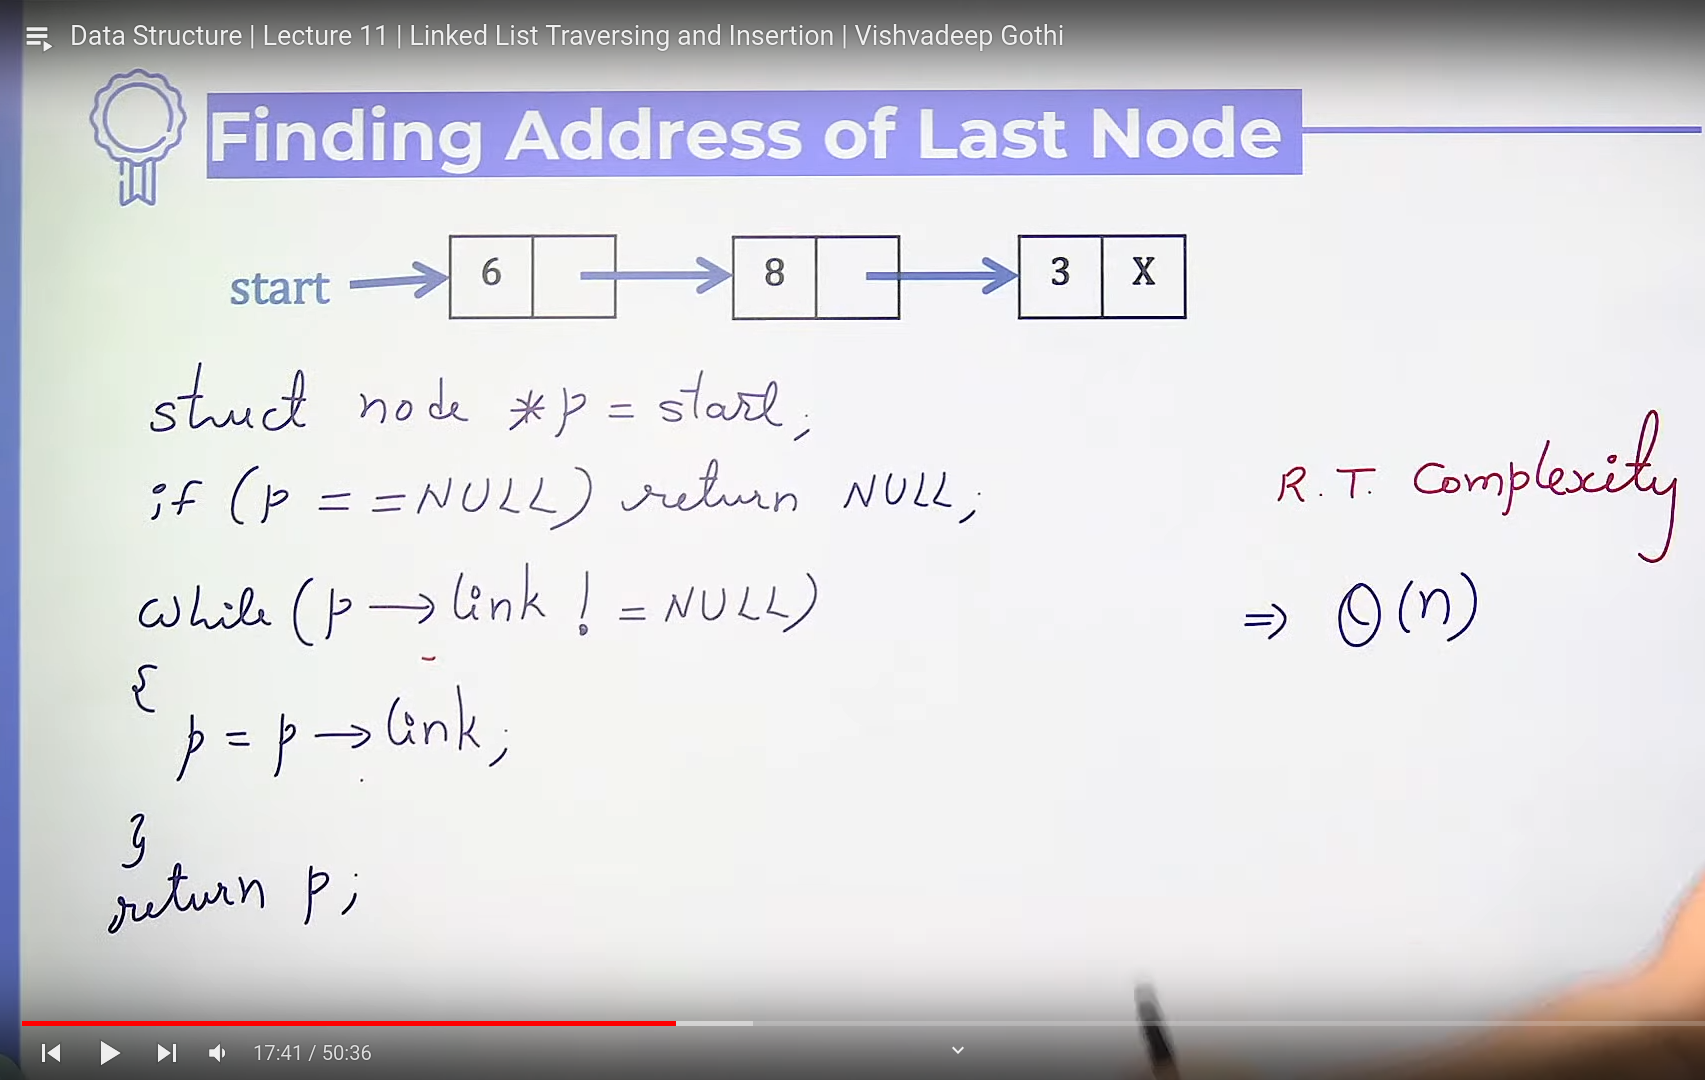 Data Structure | Lecture 11 | Linked List Traversing and Insertion | Vishvadeep Gothi
Finding Address of Last Node
start 6 8 3 X
struct node *p = start;
if (p == NULL) return NULL;
while (p → link != NULL)
{
p = p → link;
}
return p;
R.T. Complexity
⇒ Θ(n)
17:41 / 50:36